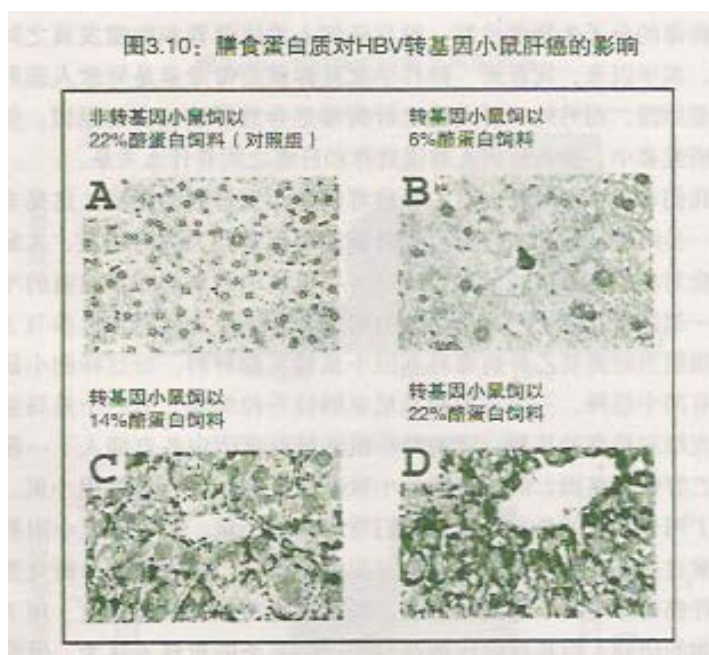 图3.10：膳食蛋白质对HBV转基因小鼠肝癌的影响
非转基因小鼠饲以
22%酪蛋白饲料（对照组）
转基因小鼠饲以
6%酪蛋白饲料
A
B
转基因小鼠饲以
14%酪蛋白饲料
转基因小鼠饲以
22%酪蛋白饲料
C
D